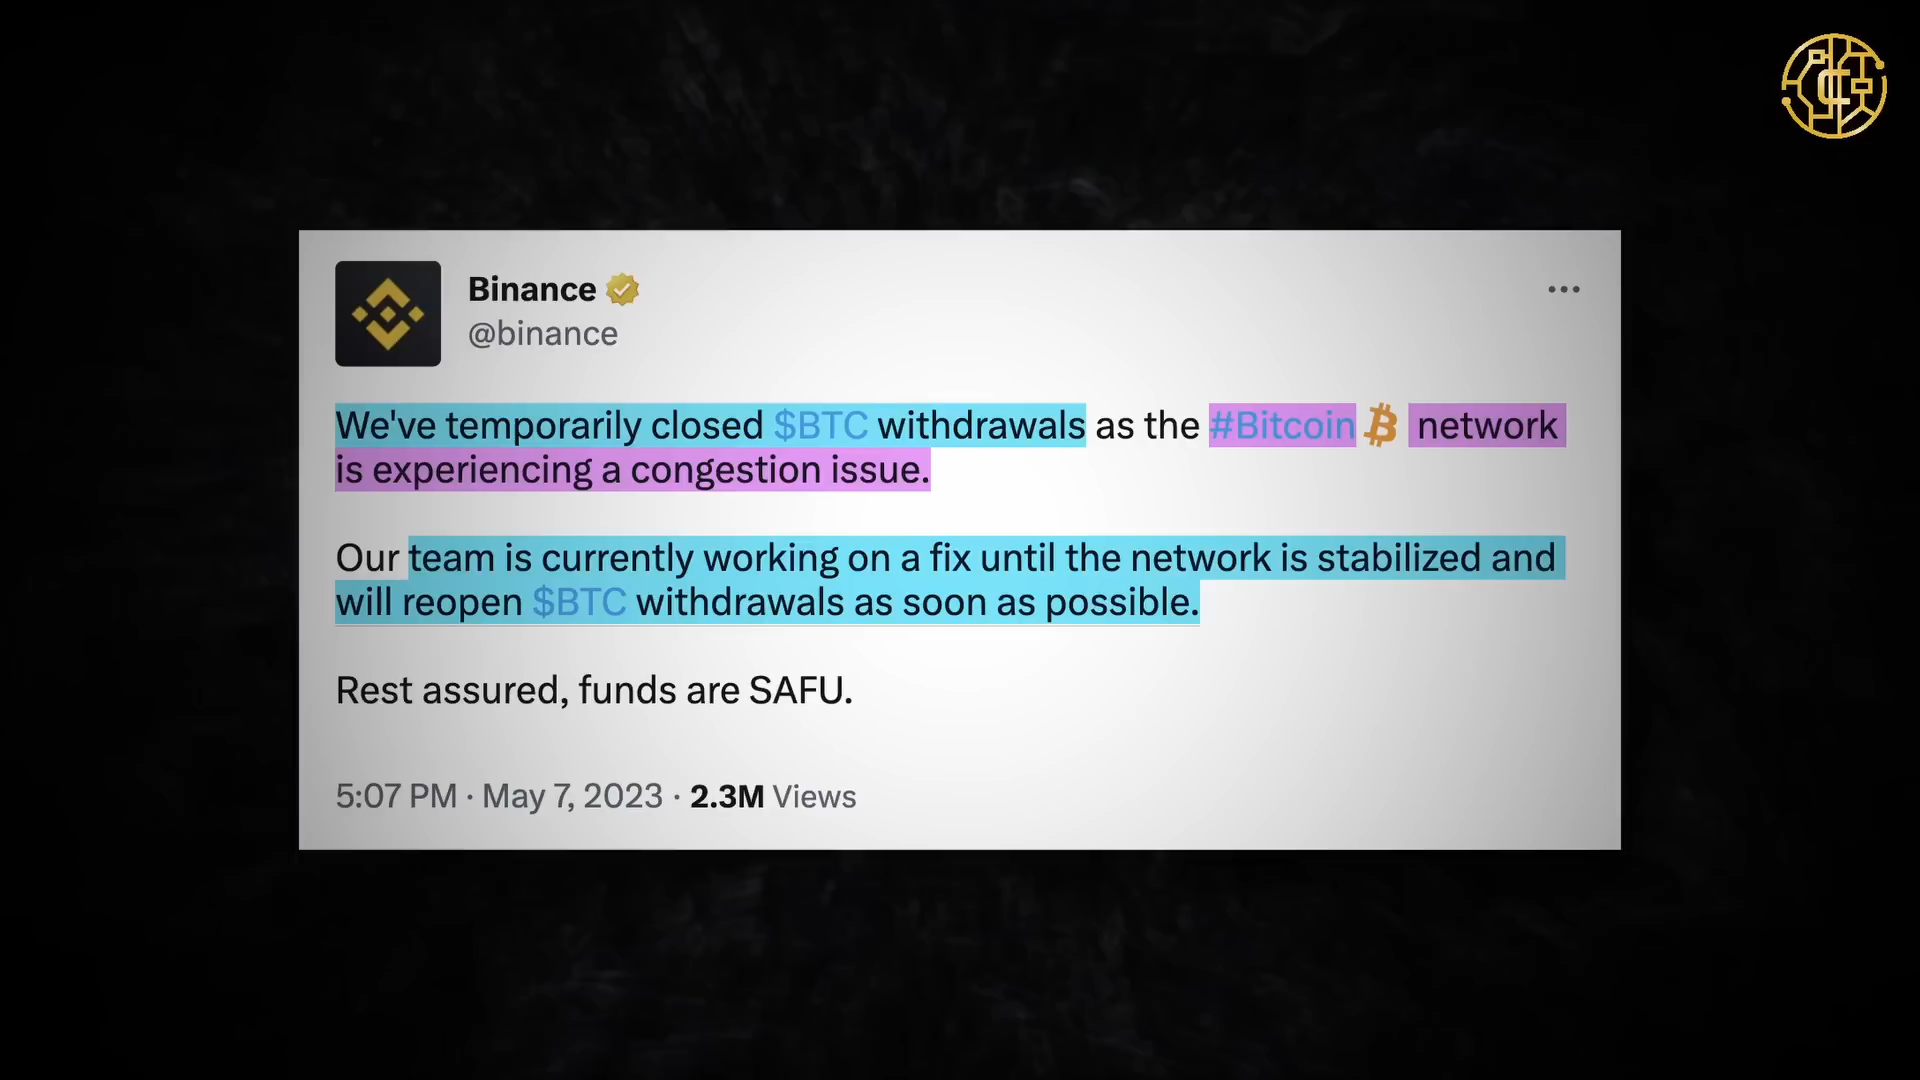 Binance
@binance
We've temporarily closed $BTC withdrawals as the #Bitcoin network
is experiencing a congestion issue.
Our team is currently working on a fix until the network is stabilized and
will reopen $BTC withdrawals as soon as possible.
Rest assured, funds are SAFU.
5:07 PM · May 7, 2023 · 2.3M Views